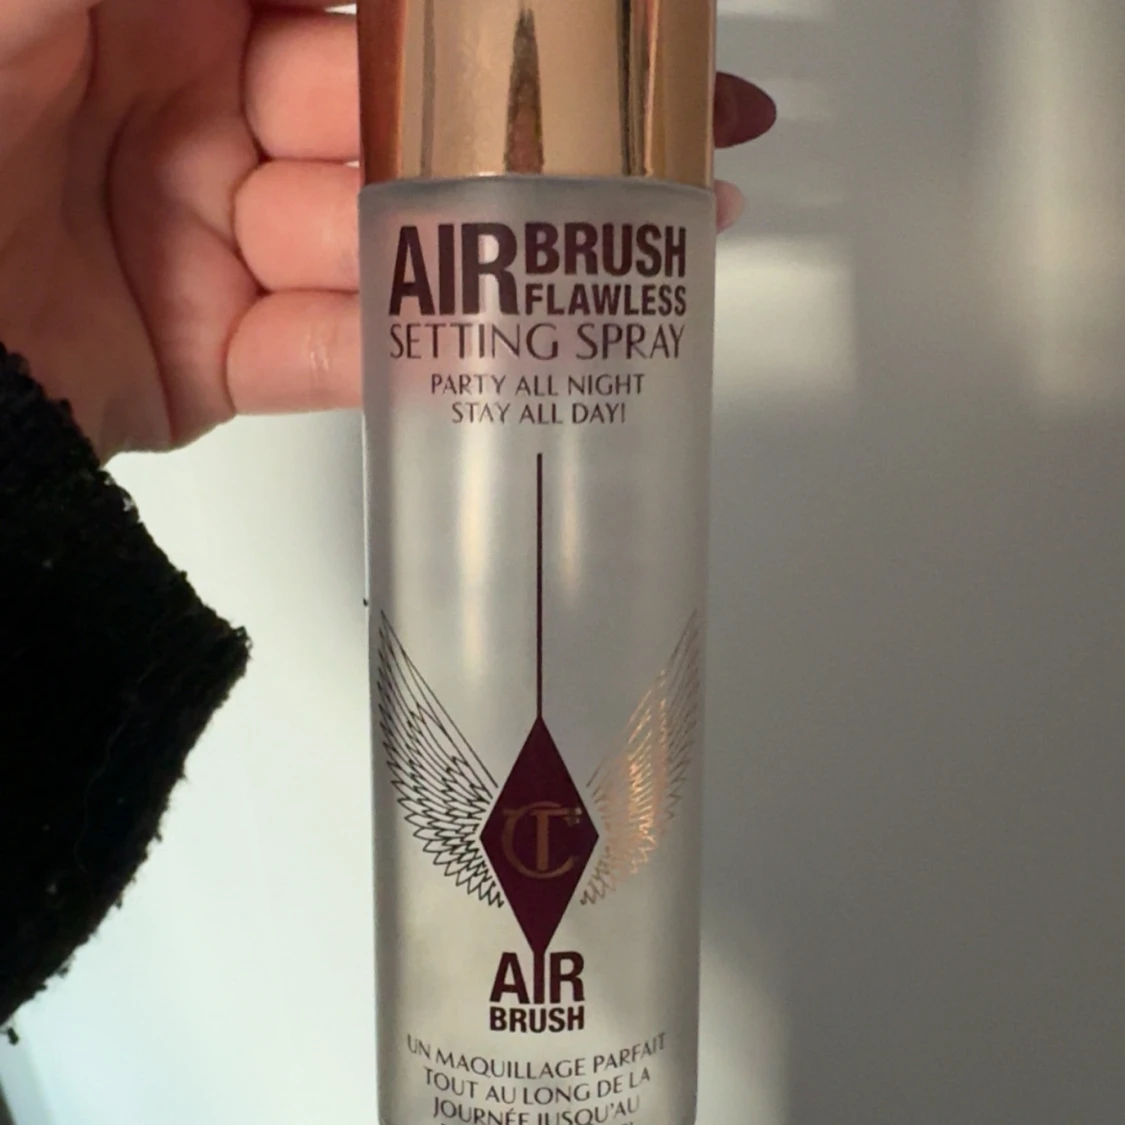 AIRBRUSH
FLAWLESS
SETTING SPRAY
PARTY ALL NIGHT
STAY ALL DAY!
CT
AIR
BRUSH
UN MAQUILLAGE PARFAIT
TOUT AU LONG DE LA
JOURNÉE JUSQU'AU